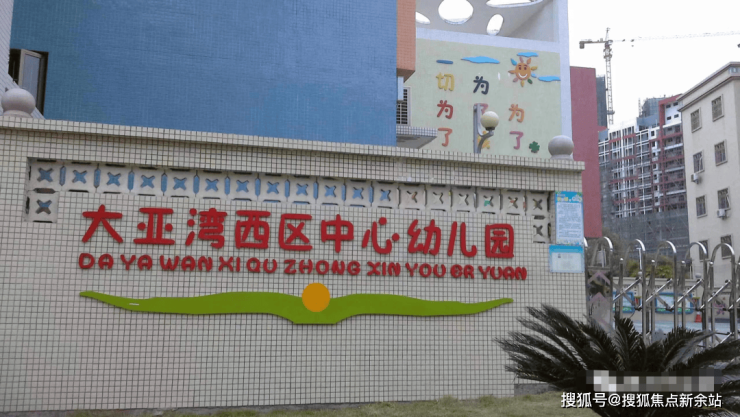 一切为了
为了
为了
大亚湾西区中心幼儿园
DA YA WAN XI QU ZHONG XIN YOU ER YUAN
搜狐号@搜狐焦点新余站